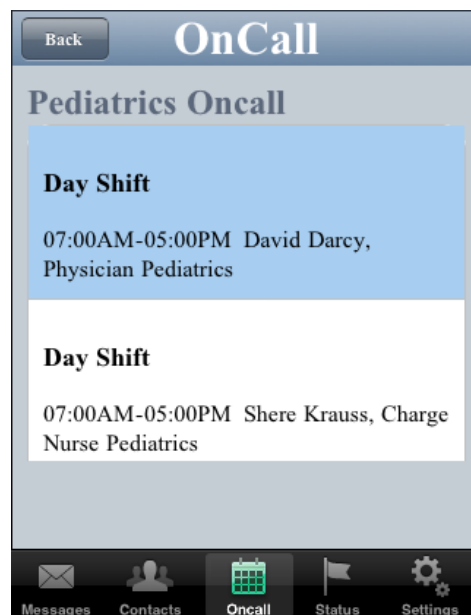 Back
OnCall
Pediatrics Oncall
Day Shift
07:00AM-05:00PM David Darcy,
Physician Pediatrics
Day Shift
07:00AM-05:00PM Shere Krauss, Charge
Nurse Pediatrics
Messages Contacts Oncall Status Settings